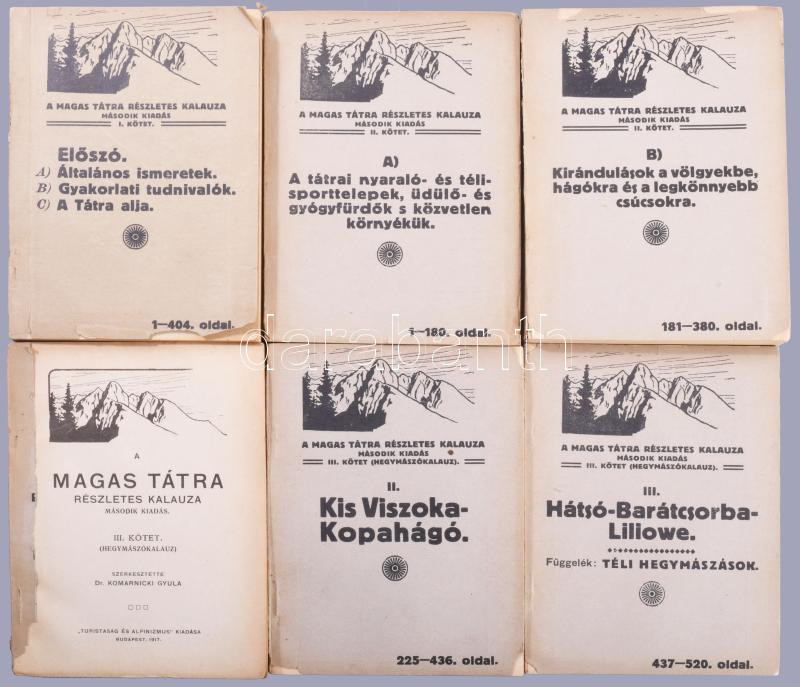 A MAGAS TÁTRA RÉSZLETES KALAUZA
MÁSODIK KIADÁS
I. KÖTET.
Előszó.
A) Általános ismeretek.
B) Gyakorlati tudnivalók.
C) A Tátra alja.
1—404. oldal.
A MAGAS TÁTRA RÉSZLETES KALAUZA
MÁSODIK KIADÁS
II. KÖTET.
A)
A tátrai nyaraló- és téli-
sporttelepek, üdülő- és
gyógyfürdők s közvetlen
környékük.
1—180. oldal.
A MAGAS TÁTRA RÉSZLETES KALAUZA
MÁSODIK KIADÁS
II. KÖTET.
B)
Kirándulások a völgyekbe,
hágókra és a legkönnyebb
csúcsokra.
181—380. oldal.
A
MAGAS TÁTRA
RÉSZLETES KALAUZA
MÁSODIK KIADÁS.
III. KÖTET.
(HEGYMÁSZÓKALAUZ)
SZERKESZTETTE
Dr. KOMARNICKI GYULA
„TURISTASÁG ÉS ALPINIZMUS" KIADÁSA
BUDAPEST, 1917.
A MAGAS TÁTRA RÉSZLETES KALAUZA
MÁSODIK KIADÁS
III. KÖTET (HEGYMÁSZÓKALAUZ).
II.
Kis Viszoka-
Kopahágó.
225—436. oldal.
A MAGAS TÁTRA RÉSZLETES KALAUZA
MÁSODIK KIADÁS
III. KÖTET (HEGYMÁSZÓKALAUZ).
III.
Hátsó-Barátcsorba-
Liliowe.
Függelék: TÉLI HEGYMÁSZÁSOK.
437—520. oldal.
darabanth